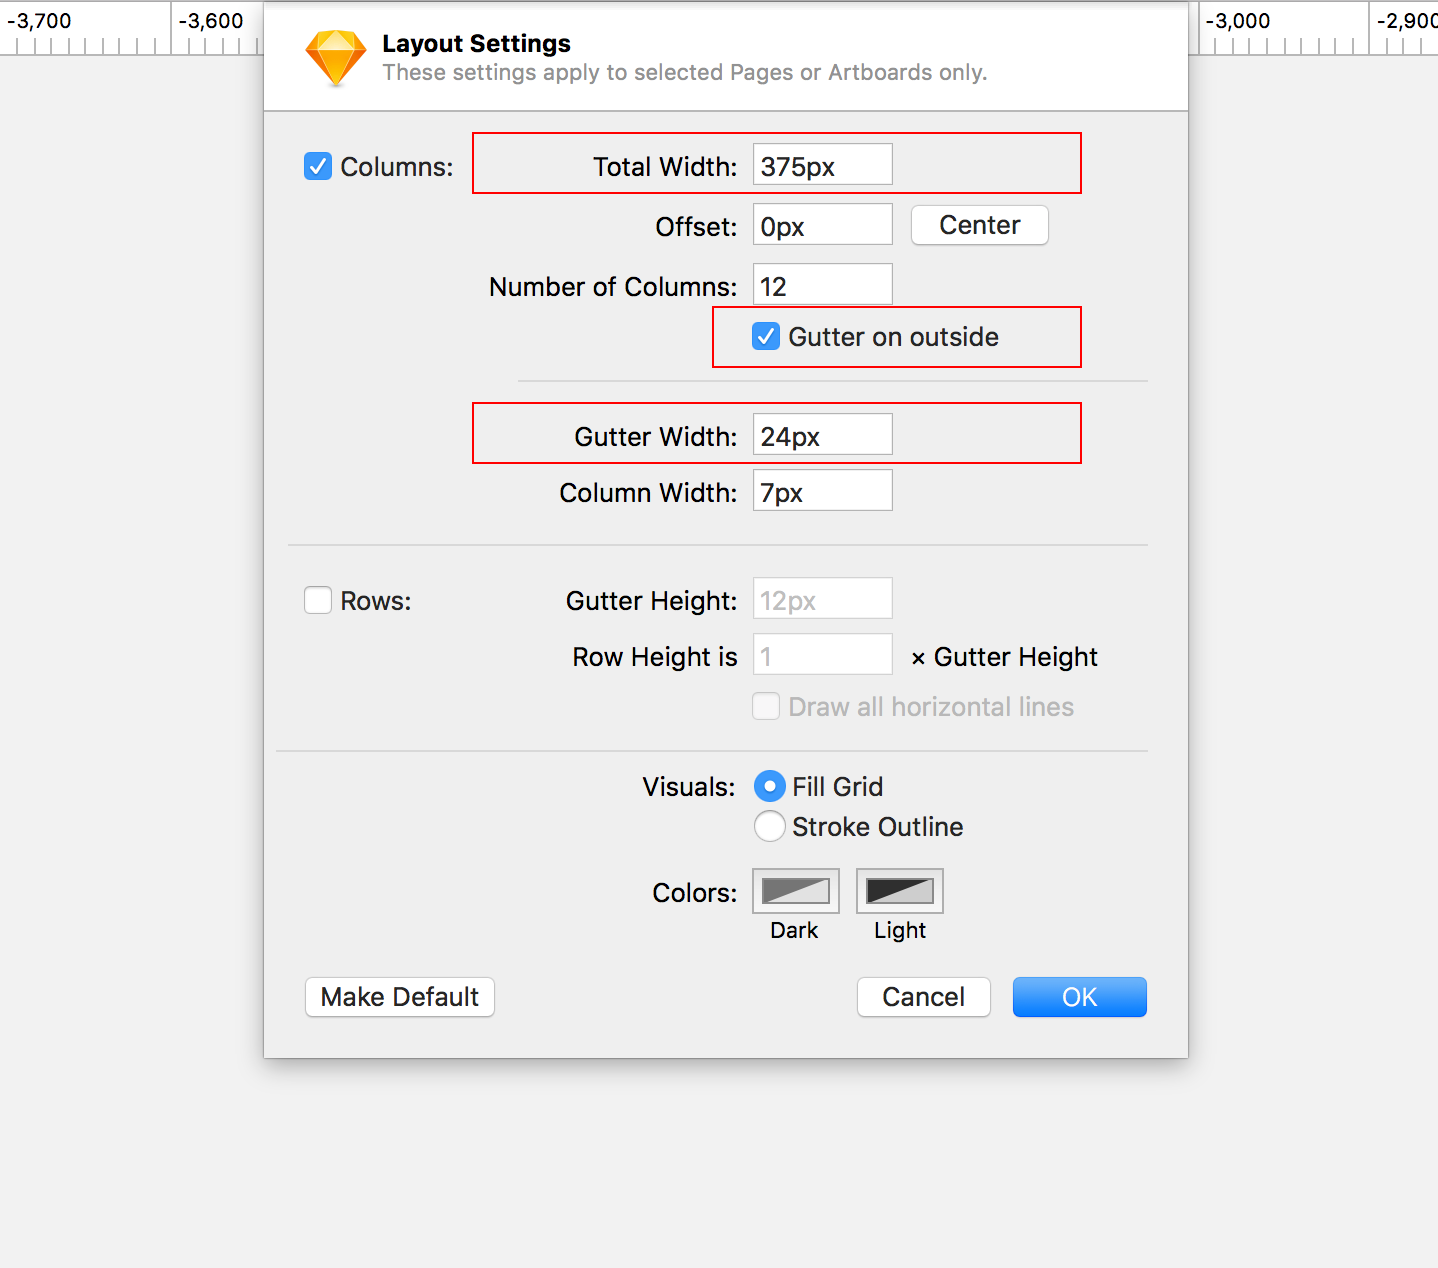 -3,700 -3,600 -3,000
Layout Settings
These settings apply to selected Pages or Artboards only.
Columns: Total Width: 375px
Offset: 0px Center
Number of Columns: 12
Gutter on outside
Gutter Width: 24px
Column Width: 7px
Rows: Gutter Height: 12px
Row Height is 1 × Gutter Height
Draw all horizontal lines
Visuals: Fill Grid
Stroke Outline
Colors:
Dark Light
Make Default Cancel OK